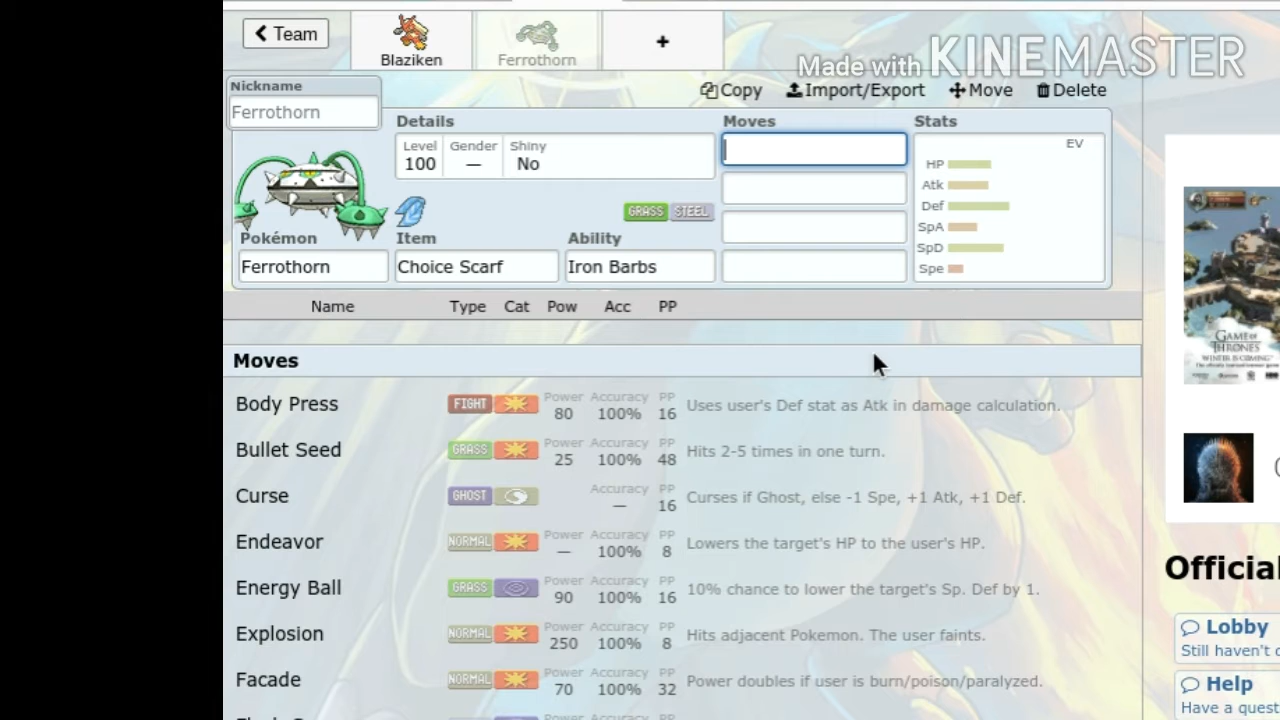 Team
Blaziken
Ferrothorn
+
Made with KINEMASTER
Nickname
Ferrothorn
Copy Import/Export Move Delete
Details
Moves
Stats
Level
100
Gender
—
Shiny
No
EV
HP
Atk
Def
SpA
SpD
Spe
GRASS STEEL
Pokémon
Ferrothorn
Item
Choice Scarf
Ability
Iron Barbs
Name Type Cat Pow Acc PP
Moves
Body Press FIGHT Power 80 Accuracy 100% PP 16 Uses user's Def stat as Atk in damage calculation.
Bullet Seed GRASS Power 25 Accuracy 100% PP 48 Hits 2-5 times in one turn.
Curse GHOST Accuracy — PP 16 Curses if Ghost, else -1 Spe, +1 Atk, +1 Def.
Endeavor NORMAL Power — Accuracy 100% PP 8 Lowers the target's HP to the user's HP.
Energy Ball GRASS Power 90 Accuracy 100% PP 16 10% chance to lower the target's Sp. Def by 1.
Explosion NORMAL Power 250 Accuracy 100% PP 8 Hits adjacent Pokemon. The user faints.
Facade NORMAL Power 70 Accuracy 100% PP 32 Power doubles if user is burn/poison/paralyzed.
GAME OF
THRONES
WINTER IS COMING
Official
Lobby
Still haven't
Help
Have a quest